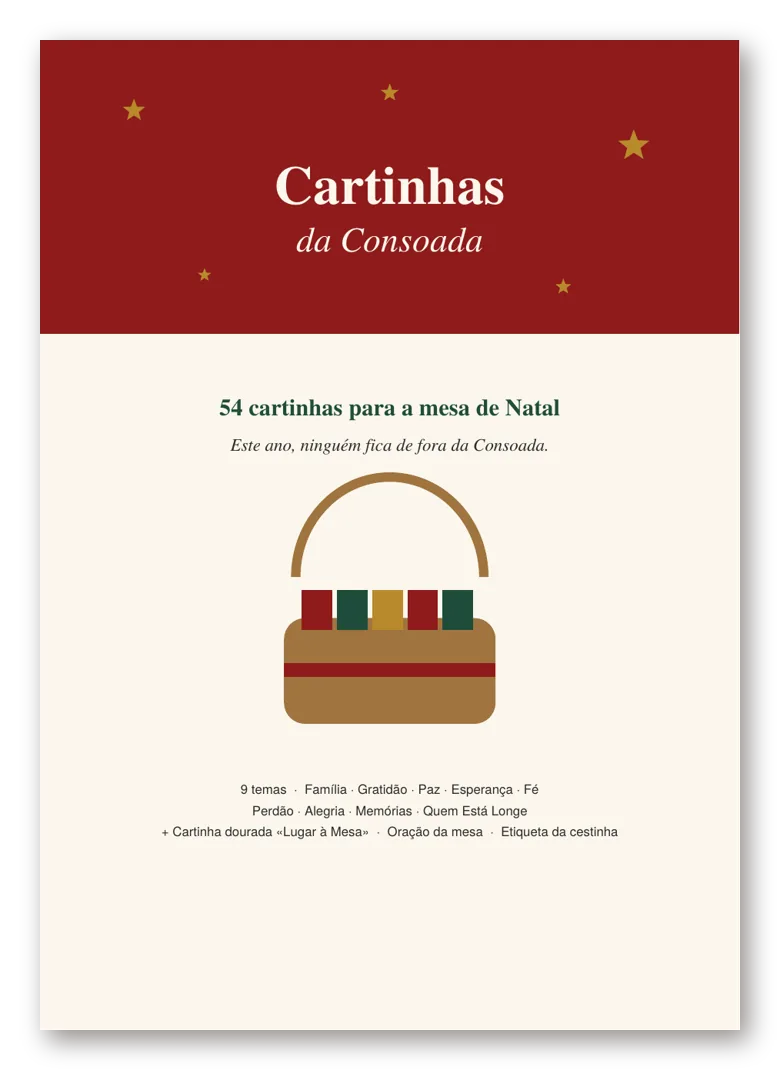 Cartinhas
da Consoada
54 cartinhas para a mesa de Natal
Este ano, ninguém fica de fora da Consoada.
9 temas · Família · Gratidão · Paz · Esperança · Fé
Perdão · Alegria · Memórias · Quem Está Longe
+ Cartinha dourada «Lugar à Mesa» · Oração da mesa · Etiqueta da cestinha